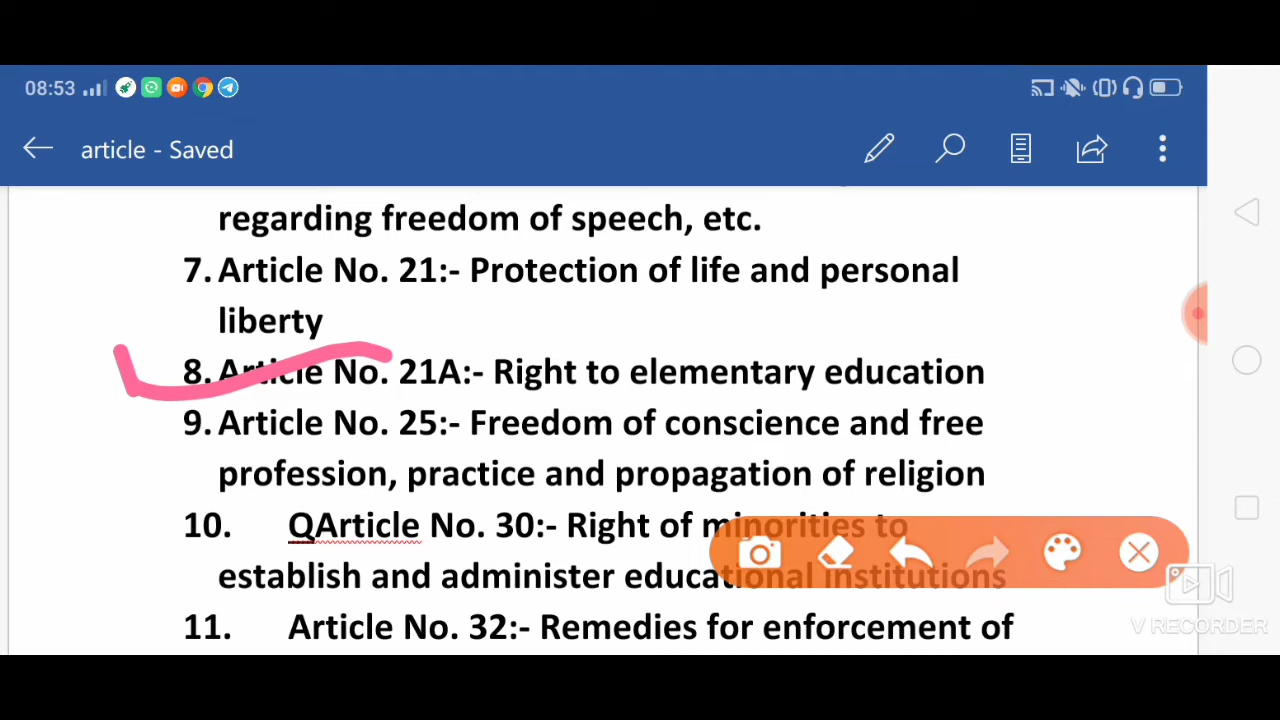 08:53
article - Saved
regarding freedom of speech, etc.
7. Article No. 21:- Protection of life and personal
liberty
8. Article No. 21A:- Right to elementary education
9. Article No. 25:- Freedom of conscience and free
profession, practice and propagation of religion
10. QArticle No. 30:- Right of minorities to
establish and administer educational institutions
11. Article No. 32:- Remedies for enforcement of
V RECORDER